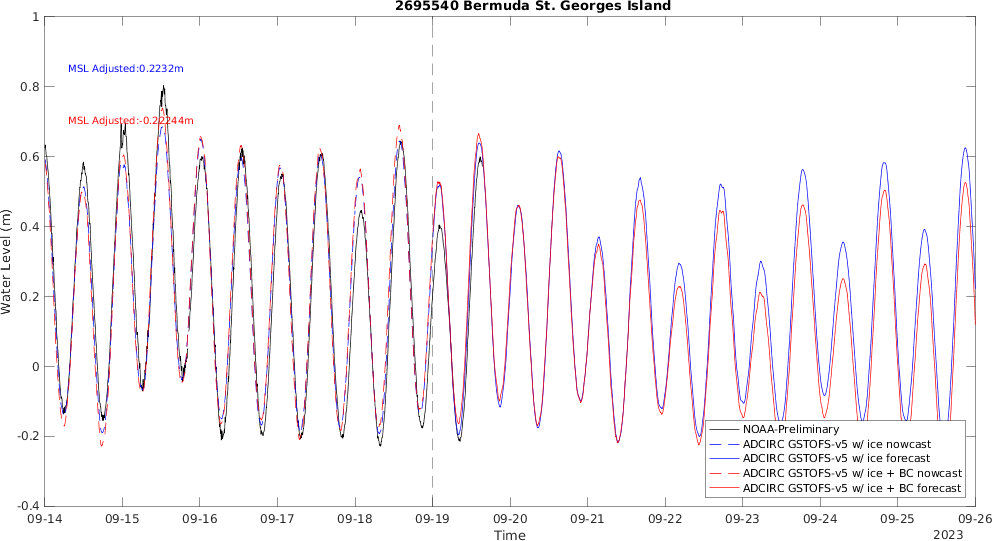 2695540 Bermuda St. Georges Island
1
0.8
0.6
0.4
0.2
0
-0.2
-0.4
Water Level (m)
MSL Adjusted:0.2232m
MSL Adjusted:-0.22244m
NOAA-Preliminary
ADCIRC GSTOFS-v5 w/ ice nowcast
ADCIRC GSTOFS-v5 w/ ice forecast
ADCIRC GSTOFS-v5 w/ ice + BC nowcast
ADCIRC GSTOFS-v5 w/ ice + BC forecast
09-14 09-15 09-16 09-17 09-18 09-19 09-20 09-21 09-22 09-23 09-24 09-25 09-26
Time
2023